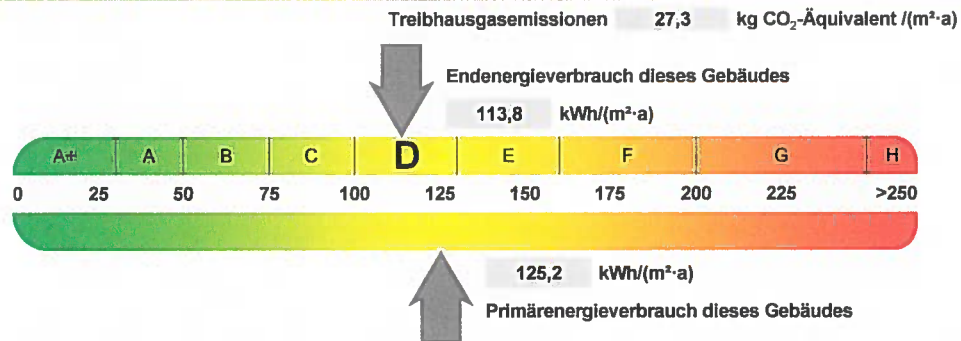 Treibhausgasemissionen 27,3 kg CO₂-Äquivalent /(m²·a)
Endenergieverbrauch dieses Gebäudes
113,8 kWh/(m²·a)
A+ A B C D E F G H
0 25 50 75 100 125 150 175 200 225 >250
125,2 kWh/(m²·a)
Primärenergieverbrauch dieses Gebäudes